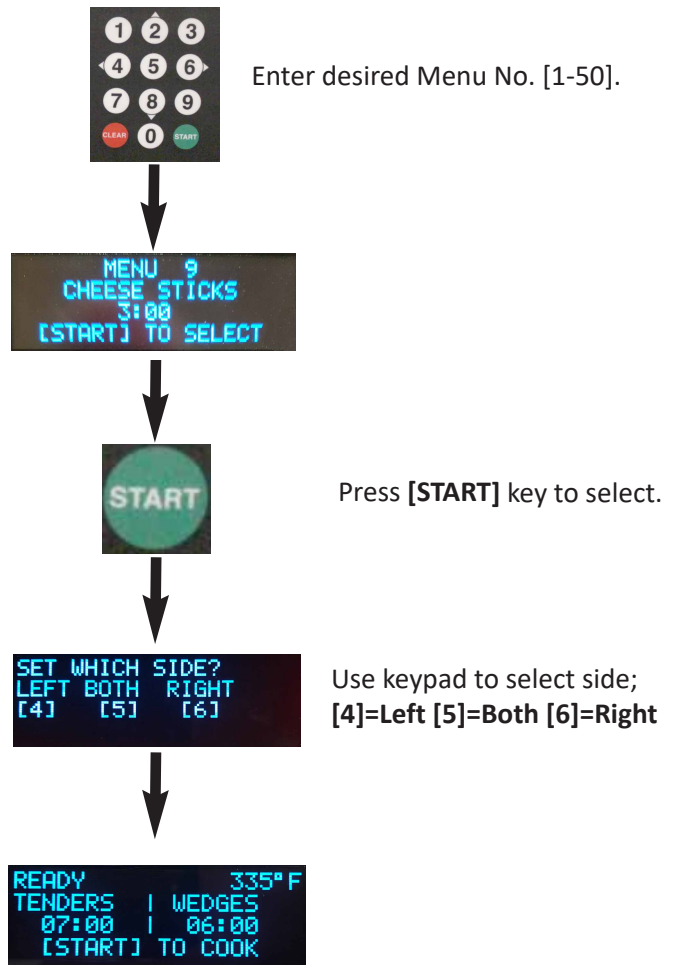 1 2 3
4 5 6
7 8 9
CLEAR 0 START
Enter desired Menu No. [1-50].
MENU 9
CHEESE STICKS
3:00
[START] TO SELECT
START
Press [START] key to select.
SET WHICH SIDE?
LEFT BOTH RIGHT
[4] [5] [6]
Use keypad to select side;
[4]=Left [5]=Both [6]=Right
READY 335°F
TENDERS | WEDGES
07:00 | 06:00
[START] TO COOK